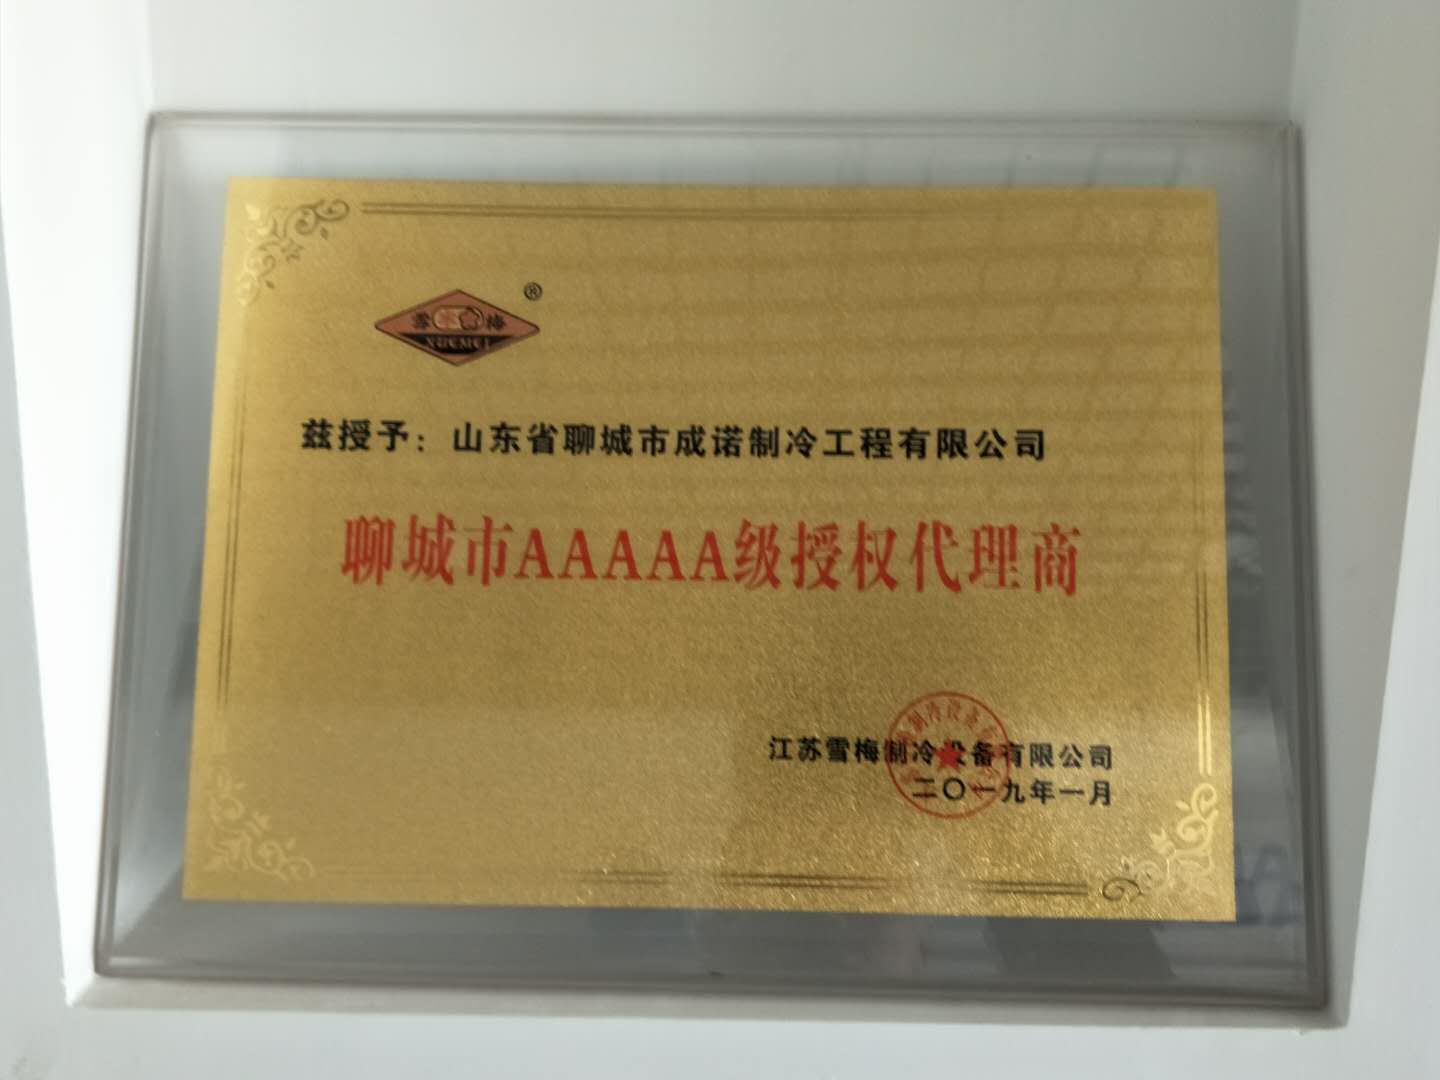 雪 梅
XUEMEI
®
兹授予：山东省聊城市成诺制冷工程有限公司
聊城市AAAAA级授权代理商
江苏雪梅制冷设备有限公司
二〇一九年一月